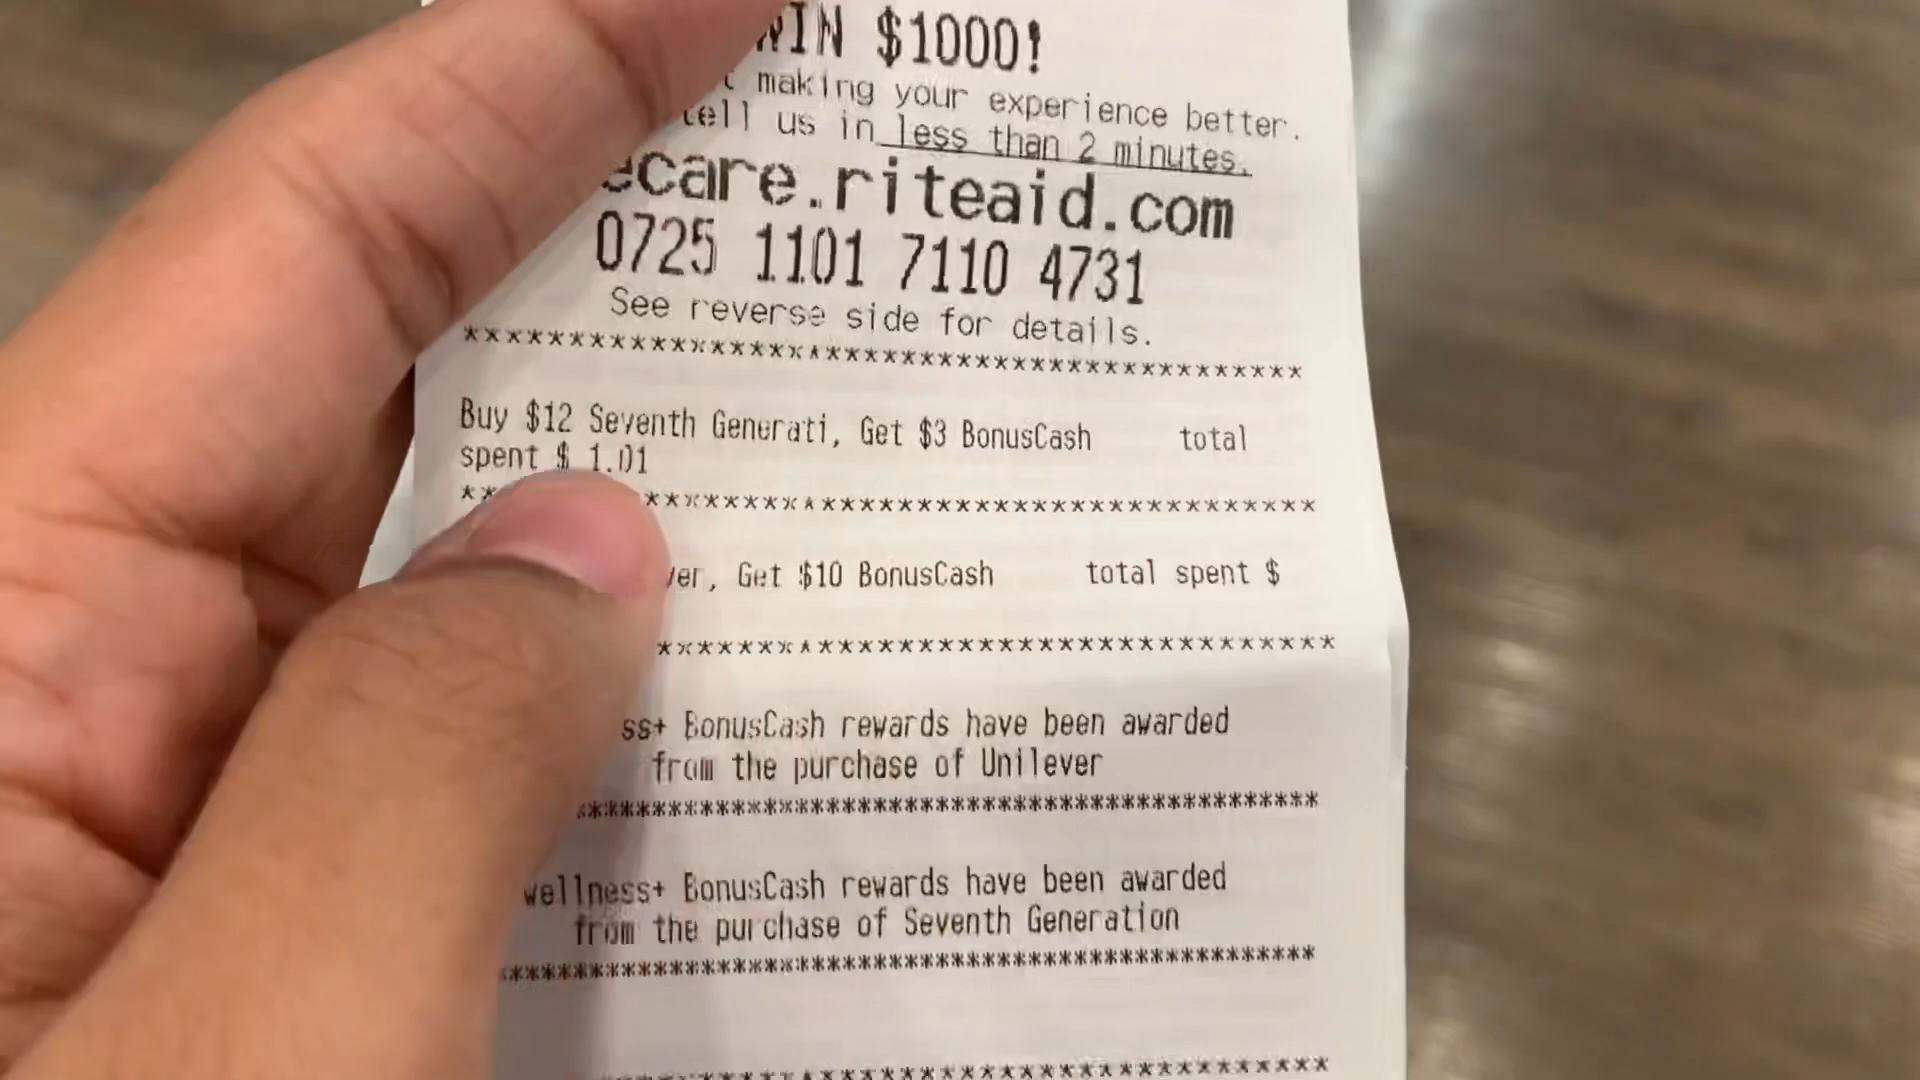 WIN $1000!
making your experience better.
tell us in less than 2 minutes.
ecare.riteaid.com
0725 1101 7110 4731
See reverse side for details.
****************************************
Buy $12 Seventh Generati, Get $3 BonusCash total
spent $ 1.01
****************************************
Get $10 BonusCash total spent $
**********************************
BonusCash rewards have been awarded
from the purchase of Unilever
***********************************************
wellness+ BonusCash rewards have been awarded
from the purchase of Seventh Generation
****************************************************
************************************